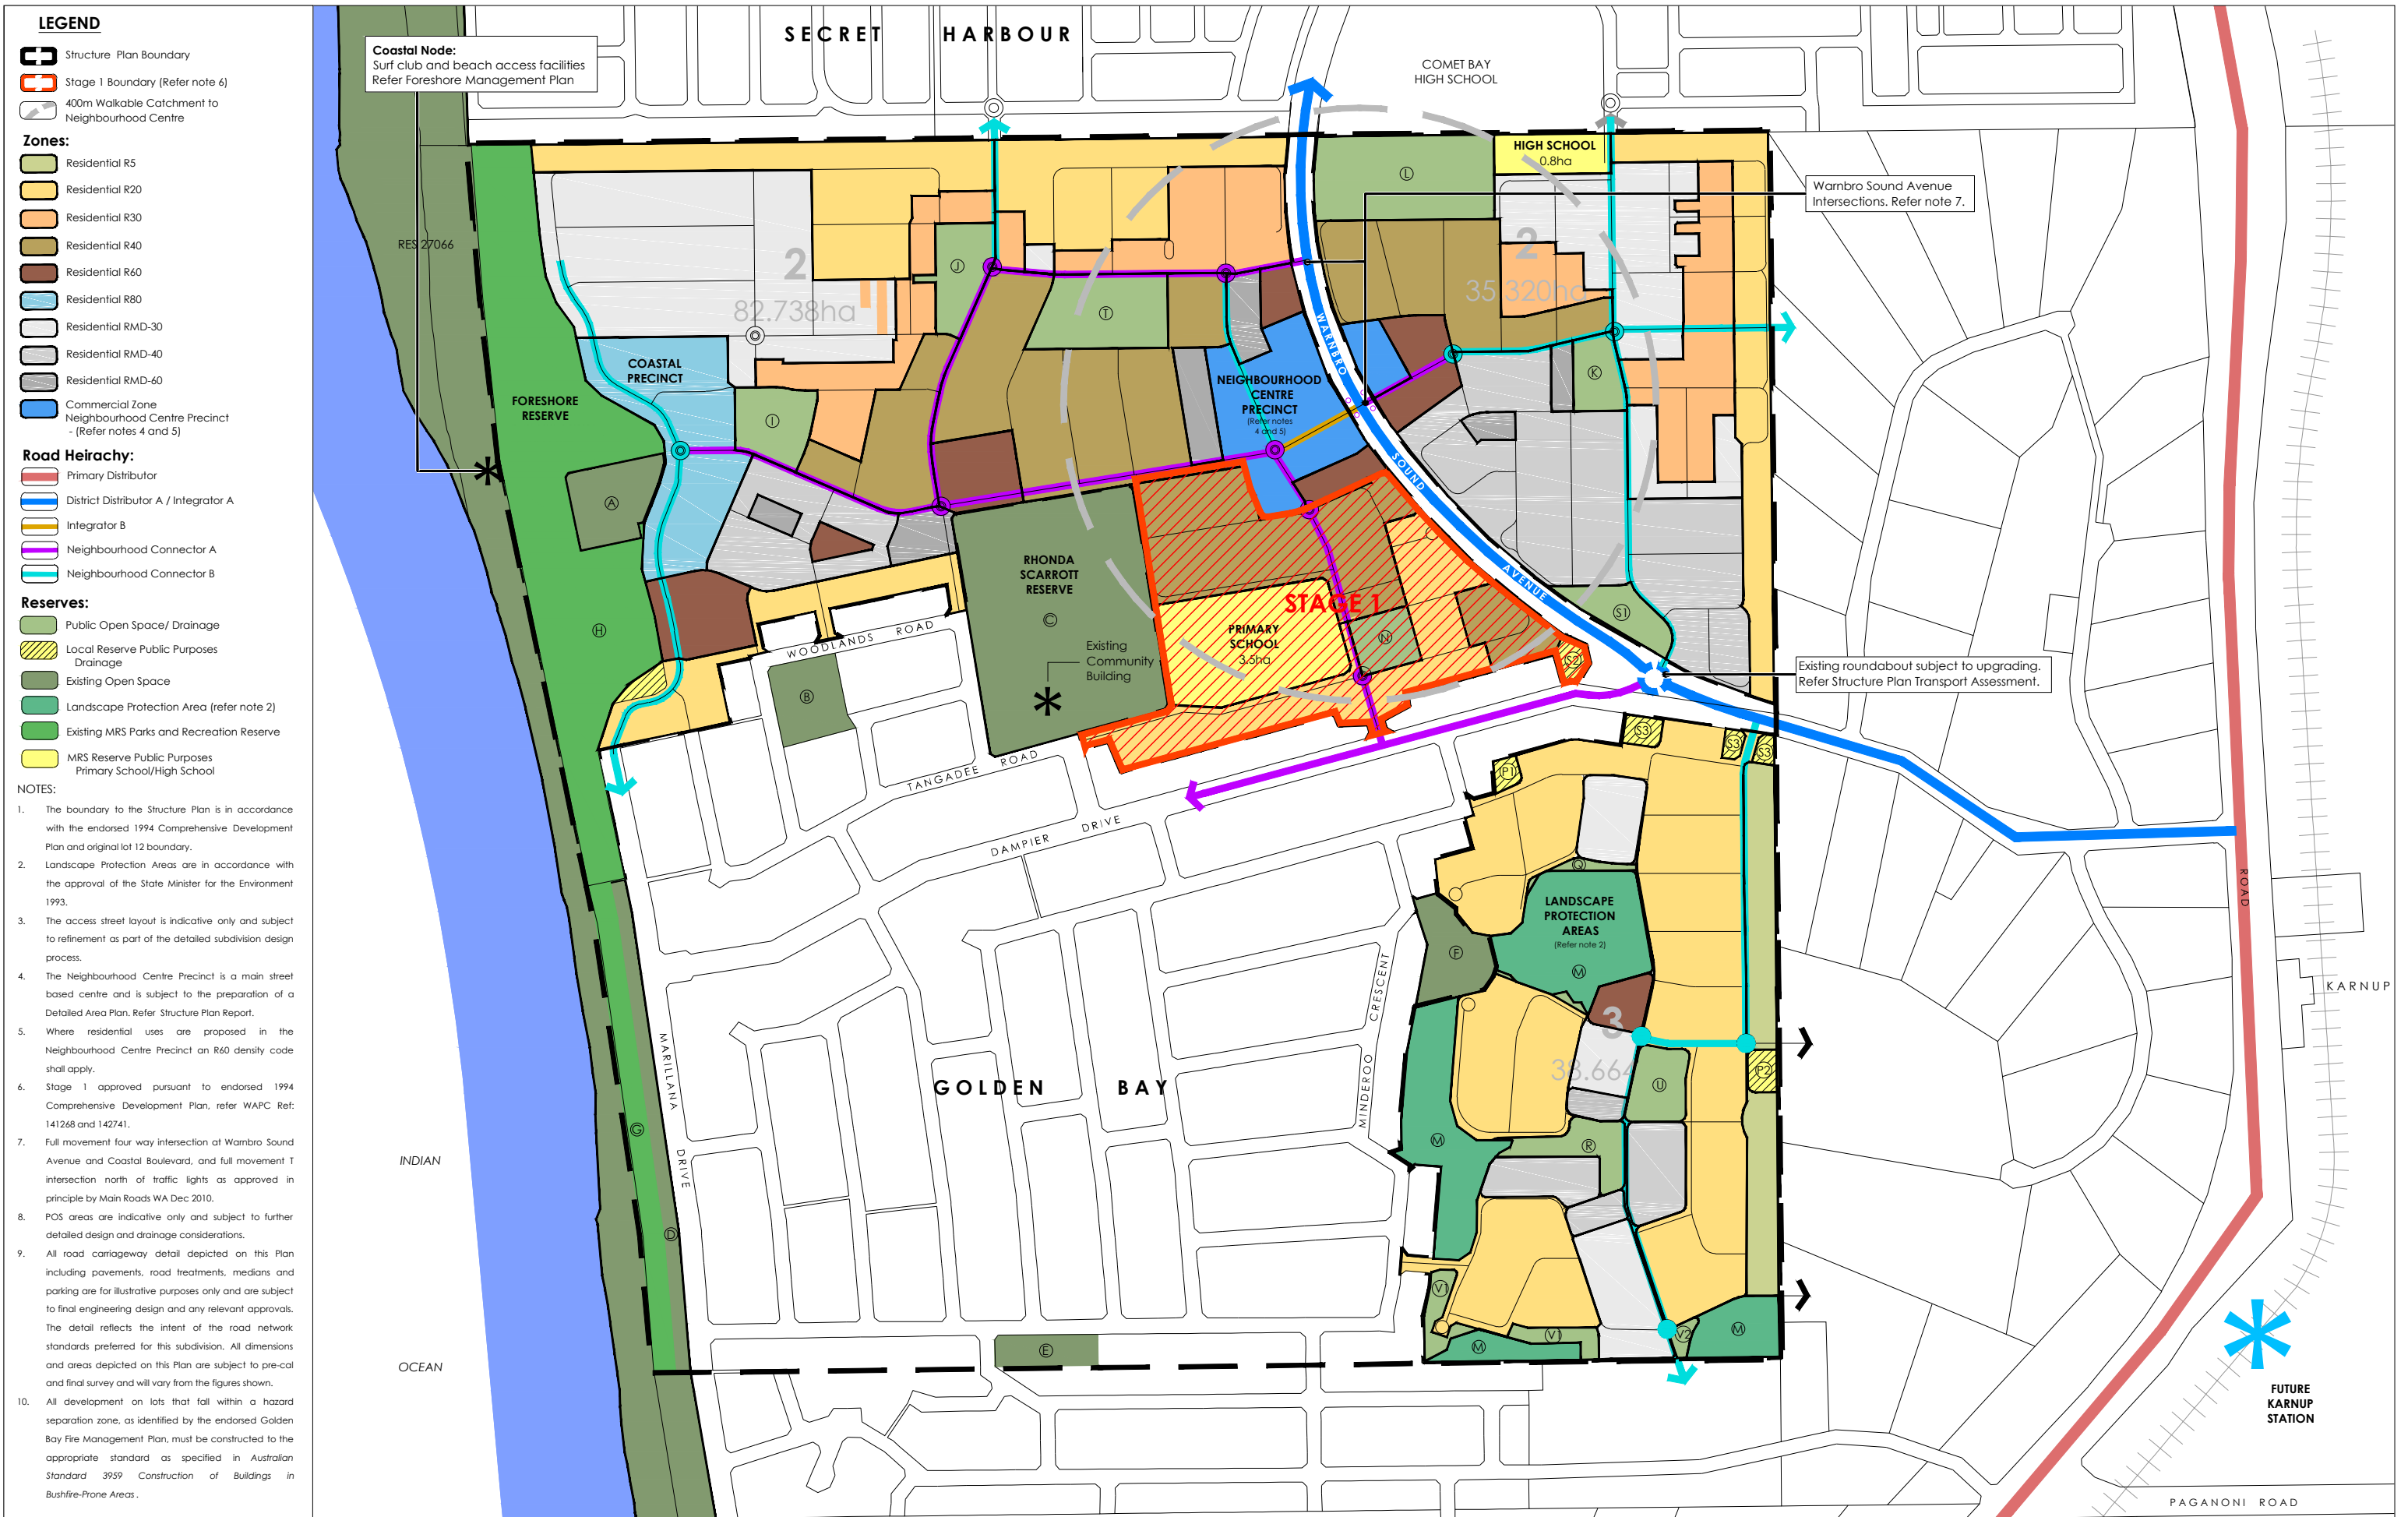 LEGEND
Structure Plan Boundary
Stage 1 Boundary (Refer note 6)
400m Walkable Catchment to
Neighbourhood Centre
Zones:
Residential R5
Residential R20
Residential R30
Residential R40
Residential R60
Residential R80
Residential RMD-30
Residential RMD-40
Residential RMD-60
Commercial Zone
Neighbourhood Centre Precinct
- (Refer notes 4 and 5)
Road Heirachy:
Primary Distributor
District Distributor A / Integrator A
Integrator B
Neighbourhood Connector A
Neighbourhood Connector B
Reserves:
Public Open Space/ Drainage
Local Reserve Public Purposes
Drainage
Existing Open Space
Landscape Protection Area (refer note 2)
Existing MRS Parks and Recreation Reserve
MRS Reserve Public Purposes
Primary School/High School
NOTES:
1. The boundary to the Structure Plan is in accordance
with the endorsed 1994 Comprehensive Development
Plan and original lot 12 boundary.
2. Landscape Protection Areas are in accordance with
the approval of the State Minister for the Environment
1993.
3. The access street layout is indicative only and subject
to refinement as part of the detailed subdivision design
process.
4. The Neighbourhood Centre Precinct is a main street
based centre and is subject to the preparation of a
Detailed Area Plan. Refer Structure Plan Report.
5. Where residential uses are proposed in the
Neighbourhood Centre Precinct an R60 density code
shall apply.
6. Stage 1 approved pursuant to endorsed 1994
Comprehensive Development Plan, refer WAPC Ref:
141268 and 142741.
7. Full movement four way intersection at Warnbro Sound
Avenue and Coastal Boulevard, and full movement T
intersection north of traffic lights as approved in
principle by Main Roads WA Dec 2010.
8. POS areas are indicative only and subject to further
detailed design and drainage considerations.
9. All road carriageway detail depicted on this Plan
including pavements, road treatments, medians and
parking are for illustrative purposes only and are subject
to final engineering design and any relevant approvals.
The detail reflects the intent of the road network
standards preferred for this subdivision. All dimensions
and areas depicted on this Plan are subject to pre-cal
and final survey and will vary from the figures shown.
10. All development on lots that fall within a hazard
separation zone, as identified by the endorsed Golden
Bay Fire Management Plan, must be constructed to the
appropriate standard as specified in Australian
Standard 3959 Construction of Buildings in
Bushfire-Prone Areas .
SECRET HARBOUR
Coastal Node:
Surf club and beach access facilities
Refer Foreshore Management Plan
COMET BAY
HIGH SCHOOL
HIGH SCHOOL
0.8ha
L
Warnbro Sound Avenue
Intersections. Refer note 7.
RES 27066
2
82.738ha
J
T
2
35.320ha
WARNBRO SOUND AVENUE
COASTAL
PRECINCT
FORESHORE
RESERVE
I
K
NEIGHBOURHOOD
CENTRE
PRECINCT
(Refer notes
4 and 5)
A
H
RHONDA
SCARROTT
RESERVE
C
Existing
Community
Building
STAGE 1
PRIMARY
SCHOOL
3.5ha
N
S1
S2
Existing roundabout subject to upgrading.
Refer Structure Plan Transport Assessment.
WOODLANDS ROAD
B
TANGADEE ROAD
DAMPIER DRIVE
S3
S3
S3
P1
Q
LANDSCAPE
PROTECTION
AREAS
(Refer note 2)
M
F
3
38.664
U
P2
R
M
MINDEROO CRESCENT
MARILLANA DRIVE
GOLDEN BAY
G
D
E
V1
V1
V2
M
M
INDIAN
OCEAN
ROAD
KARNUP
FUTURE
KARNUP
STATION
PAGANONI ROAD